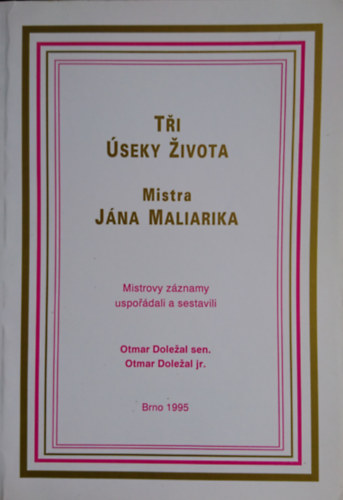 TŘI
ÚSEKY ŽIVOTA
Mistra
JÁNA MALIARIKA
Mistrovy záznamy
uspořádali a sestavili
Otmar Doležal sen.
Otmar Doležal jr.
Brno 1995